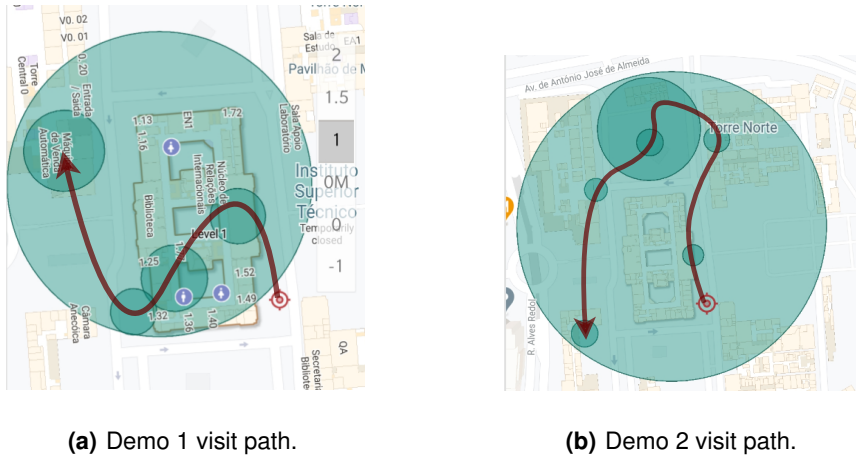 V0. 02
V0. 01
0. 20
Torre
Central 0
Entrada
/ Saída
Máqui
de Venda
Automática
1.13
1.16
EN1
1.72
Sala de
Estudo
EA1
Pavilhão de M
2
1.5
1
0M
0
-1
Sala Apoio
Laboratório
Instituto
Superior
Técnico
Temporarily
closed
Núcleo de
Relações
Internacionais
Biblioteca
Level 1
1.25
1.52
1.49
1.32
1.36
1.40
Câmara
Anecóica
QA
Secretaria
Bibliote
(a) Demo 1 visit path.
Av. de António José de Almeida
Torre Norte
R. Alves Redol
(b) Demo 2 visit path.